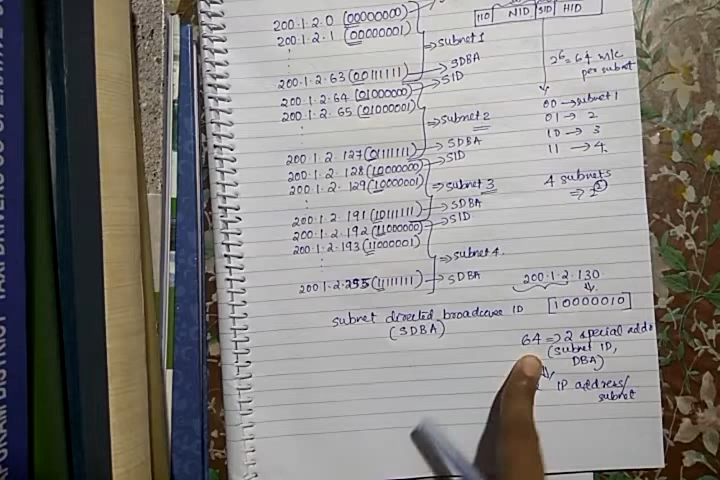 200.1.2.0 (00000000)
200.1.2.1 (00000001)
200.1.2.63 (00111111)
200.1.2.64 (01000000)
200.1.2.65 (01000001)
200.1.2.127 (01111111)
200.1.2.128 (10000000)
200.1.2.129 (10000001)
200.1.2.191 (10111111)
200.1.2.192 (11000000)
200.1.2.193 (11000001)
200.1.2.255 (11111111)
→ subnet 1
→ SDBA
→ SID
→ subnet 2
→ SDBA
→ SID
→ subnet 3
→ SDBA
→ SID
→ subnet 4.
→ SDBA
subnet directed broadcase ID
(SDBA)
110 NID SID HID
2^6 = 64 m/c
per subnet
00 → subnet 1
01 → 2
10 → 3
11 → 4
4 subnets
⇒ 2^2
200.1.2.130
[10000010]
64 ⇒ 2 special addr
(subnet ID,
DBA)
IP address/
subnet